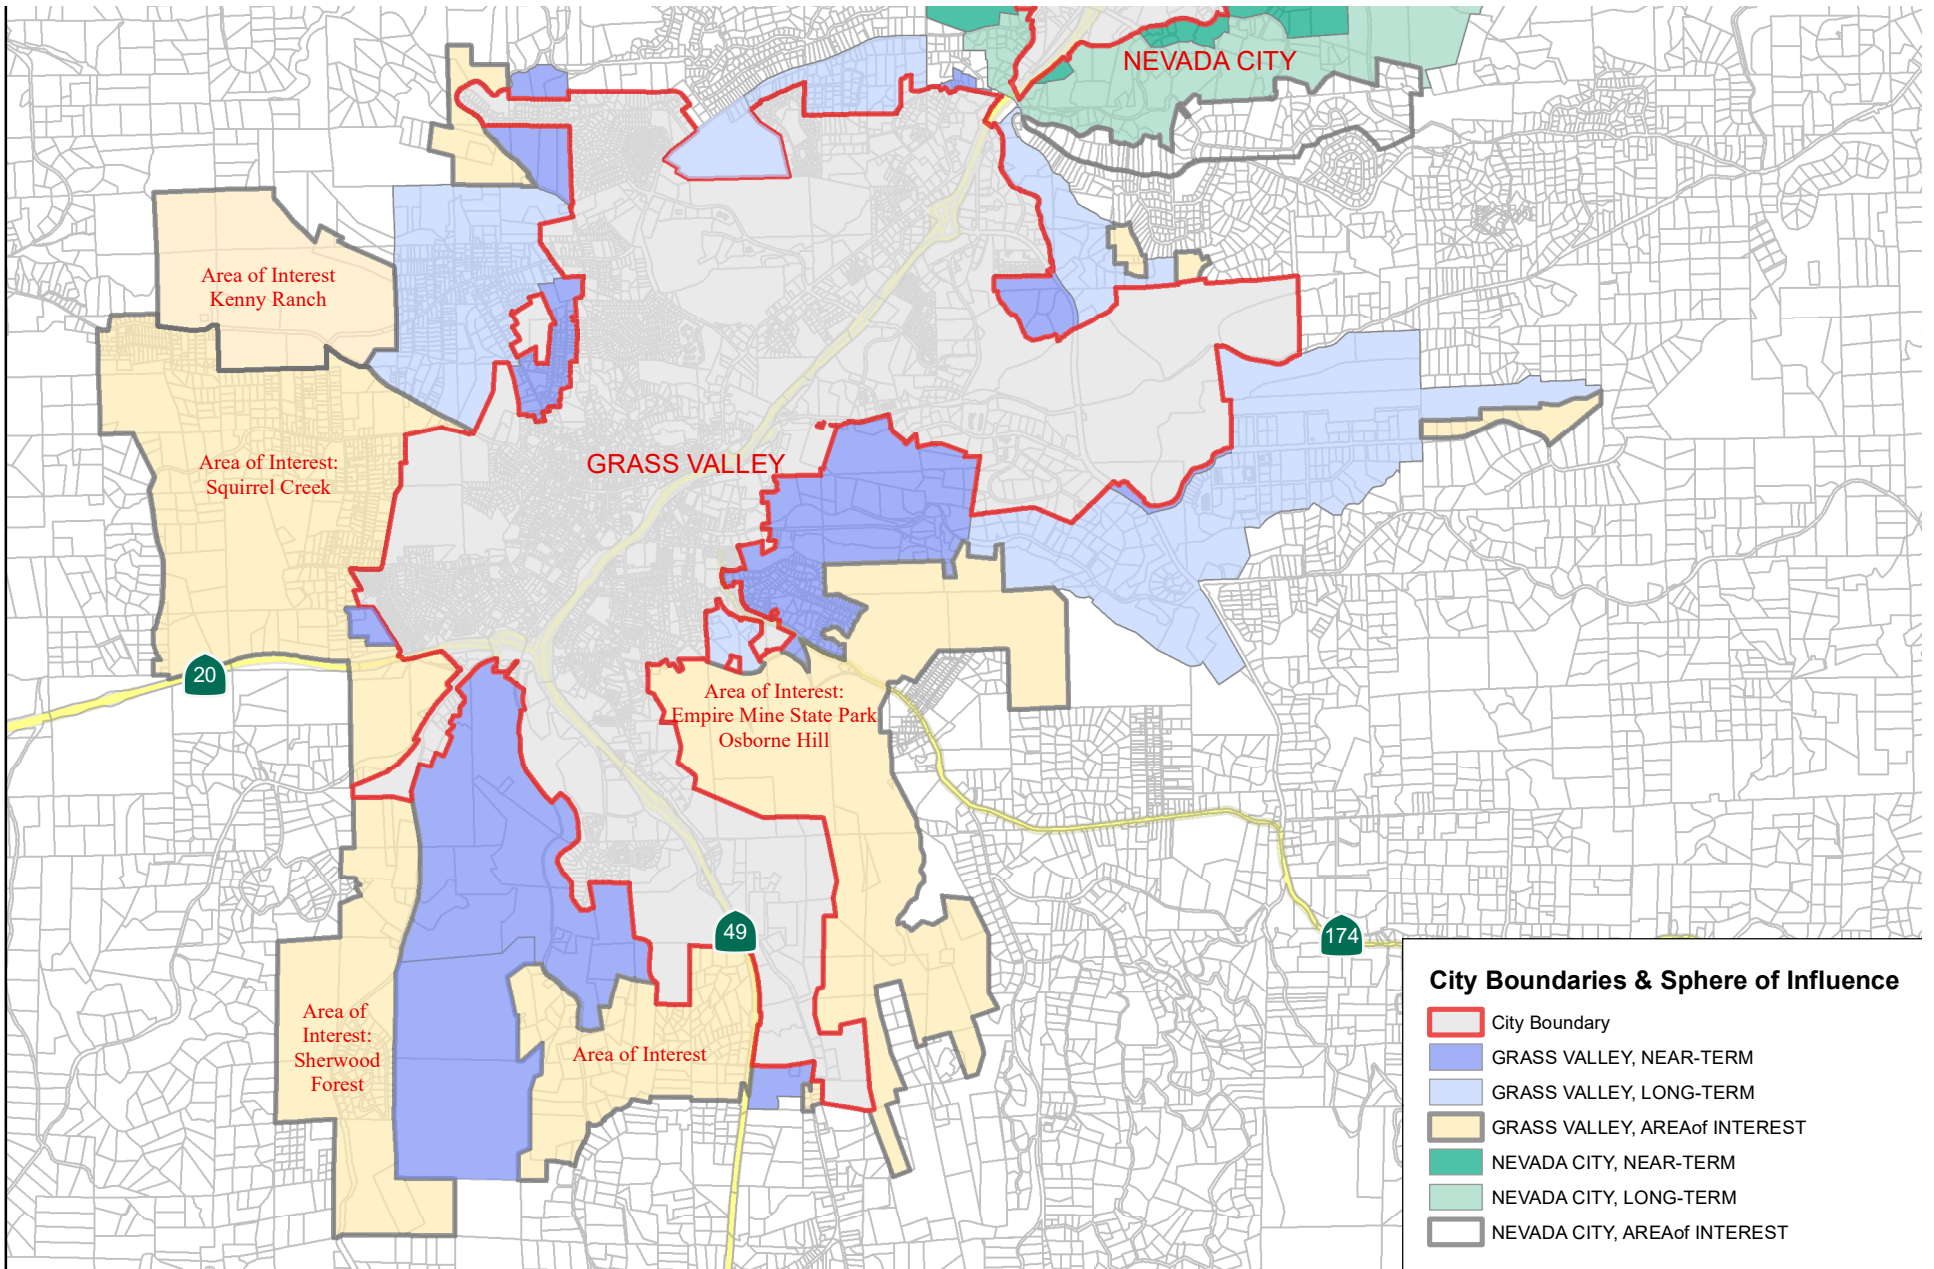 NEVADA CITY
Area of Interest
Kenny Ranch
Area of Interest:
Squirrel Creek
GRASS VALLEY
20
Area of Interest:
Empire Mine State Park
Osborne Hill
49
174
Area of
Interest:
Sherwood
Forest
Area of Interest
City Boundaries & Sphere of Influence
City Boundary
GRASS VALLEY, NEAR-TERM
GRASS VALLEY, LONG-TERM
GRASS VALLEY, AREAof INTEREST
NEVADA CITY, NEAR-TERM
NEVADA CITY, LONG-TERM
NEVADA CITY, AREAof INTEREST